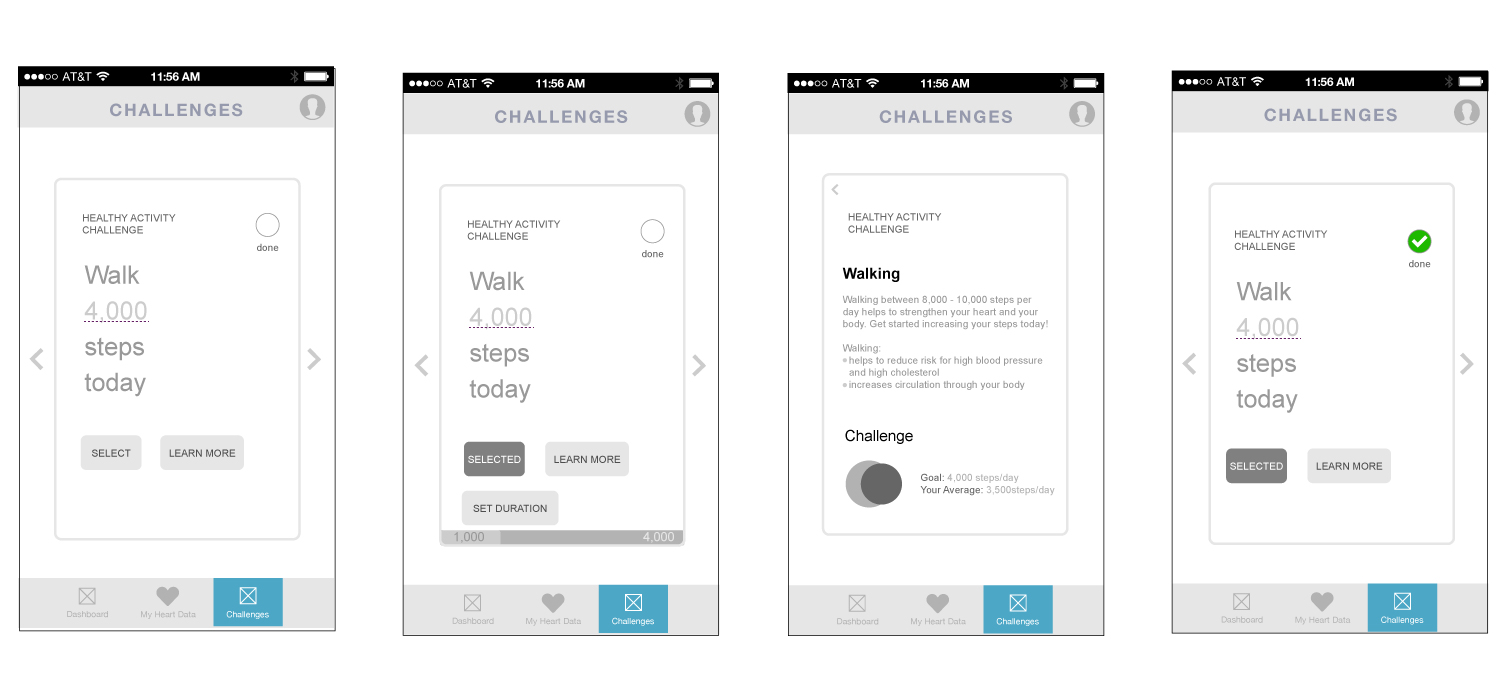 AT&T 11:56 AM
CHALLENGES
HEALTHY ACTIVITY
CHALLENGE
done
Walk
4,000
steps
today
SELECT LEARN MORE
Dashboard My Heart Data Challenges
AT&T 11:56 AM
CHALLENGES
HEALTHY ACTIVITY
CHALLENGE
done
Walk
4,000
steps
today
SELECTED LEARN MORE
SET DURATION
1,000 4,000
Dashboard My Heart Data Challenges
AT&T 11:56 AM
CHALLENGES
HEALTHY ACTIVITY
CHALLENGE
Walking
Walking between 8,000 - 10,000 steps per
day helps to strengthen your heart and your
body. Get started increasing your steps today!
Walking:
helps to reduce risk for high blood pressure
and high cholesterol
increases circulation through your body
Challenge
Goal: 4,000 steps/day
Your Average: 3,500steps/day
Dashboard My Heart Data Challenges
AT&T 11:56 AM
CHALLENGES
HEALTHY ACTIVITY
CHALLENGE
done
Walk
4,000
steps
today
SELECTED LEARN MORE
Dashboard My Heart Data Challenges